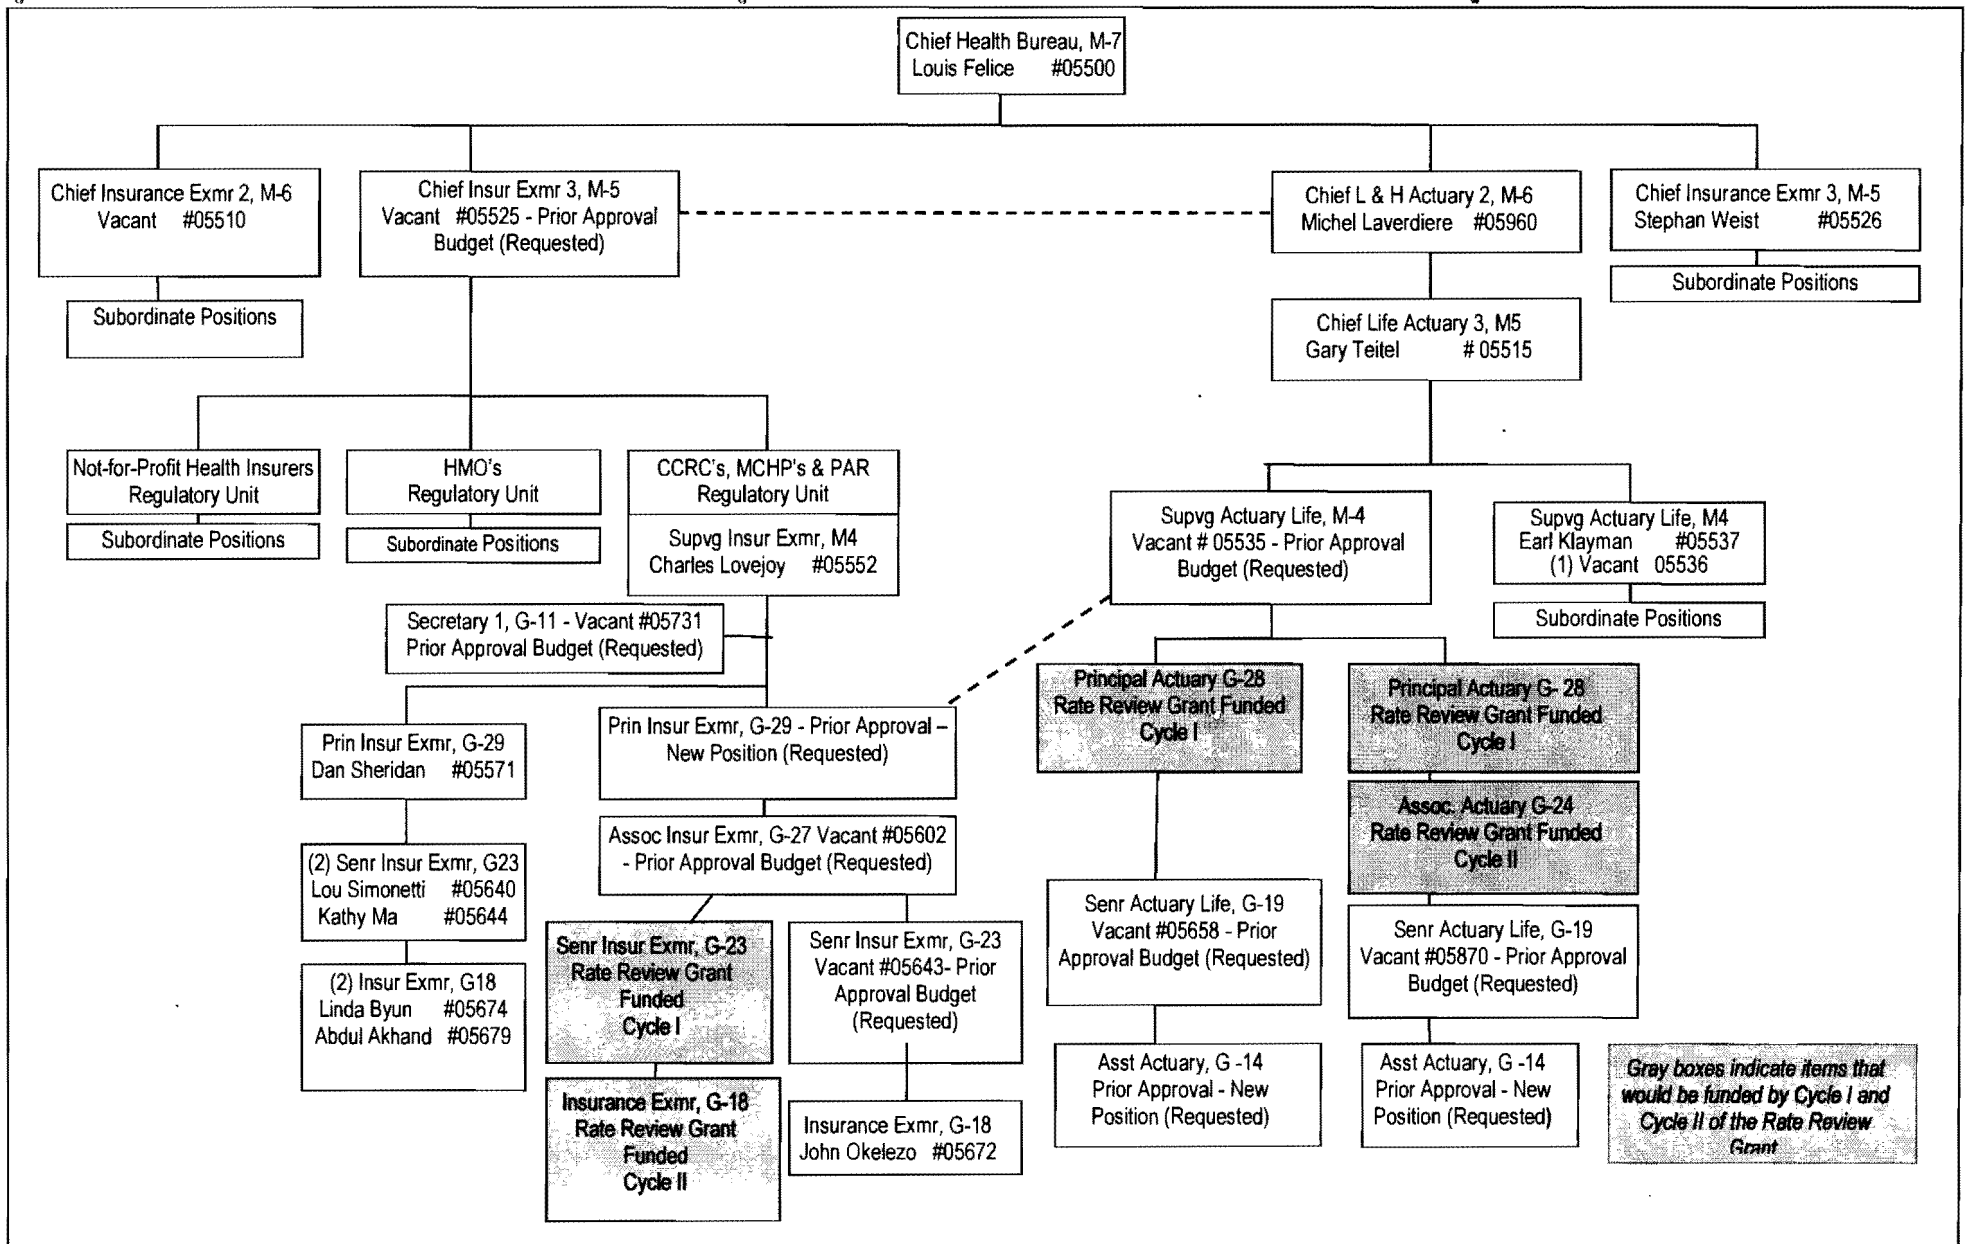 Chief Health Bureau, M-7
Louis Felice #05500
Chief Insurance Exmr 2, M-6
Vacant #05510
Subordinate Positions
Chief Insur Exmr 3, M-5
Vacant #05525 - Prior Approval
Budget (Requested)
Chief L & H Actuary 2, M-6
Michel Laverdiere #05960
Chief Insurance Exmr 3, M-5
Stephan Weist #05526
Subordinate Positions
Chief Life Actuary 3, M5
Gary Teitel # 05515
Not-for-Profit Health Insurers
Regulatory Unit
Subordinate Positions
HMO's
Regulatory Unit
Subordinate Positions
CCRC's, MCHP's & PAR
Regulatory Unit
Supvg Insur Exmr, M4
Charles Lovejoy #05552
Supvg Actuary Life, M-4
Vacant # 05535 - Prior Approval
Budget (Requested)
Supvg Actuary Life, M4
Earl Klayman #05537
(1) Vacant 05536
Subordinate Positions
Secretary 1, G-11 - Vacant #05731
Prior Approval Budget (Requested)
Prin Insur Exmr, G-29
Dan Sheridan #05571
(2) Senr Insur Exmr, G23
Lou Simonetti #05640
Kathy Ma #05644
(2) Insur Exmr, G18
Linda Byun #05674
Abdul Akhand #05679
Prin Insur Exmr, G-29 - Prior Approval –
New Position (Requested)
Assoc Insur Exmr, G-27 Vacant #05602
- Prior Approval Budget (Requested)
Senr Insur Exmr, G-23
Rate Review Grant
Funded
Cycle I
Insurance Exmr, G-18
Rate Review Grant
Funded
Cycle II
Senr Insur Exmr, G-23
Vacant #05643- Prior
Approval Budget
(Requested)
Insurance Exmr, G-18
John Okelezo #05672
Principal Actuary G-28
Rate Review Grant Funded
Cycle I
Senr Actuary Life, G-19
Vacant #05658 - Prior
Approval Budget (Requested)
Asst Actuary, G -14
Prior Approval - New
Position (Requested)
Principal Actuary G- 28
Rate Review Grant Funded
Cycle I
Assoc. Actuary G-24
Rate Review Grant Funded
Cycle II
Senr Actuary Life, G-19
Vacant #05870 - Prior Approval
Budget (Requested)
Asst Actuary, G -14
Prior Approval - New
Position (Requested)
Gray boxes indicate items that
would be funded by Cycle I and
Cycle II of the Rate Review
Grant